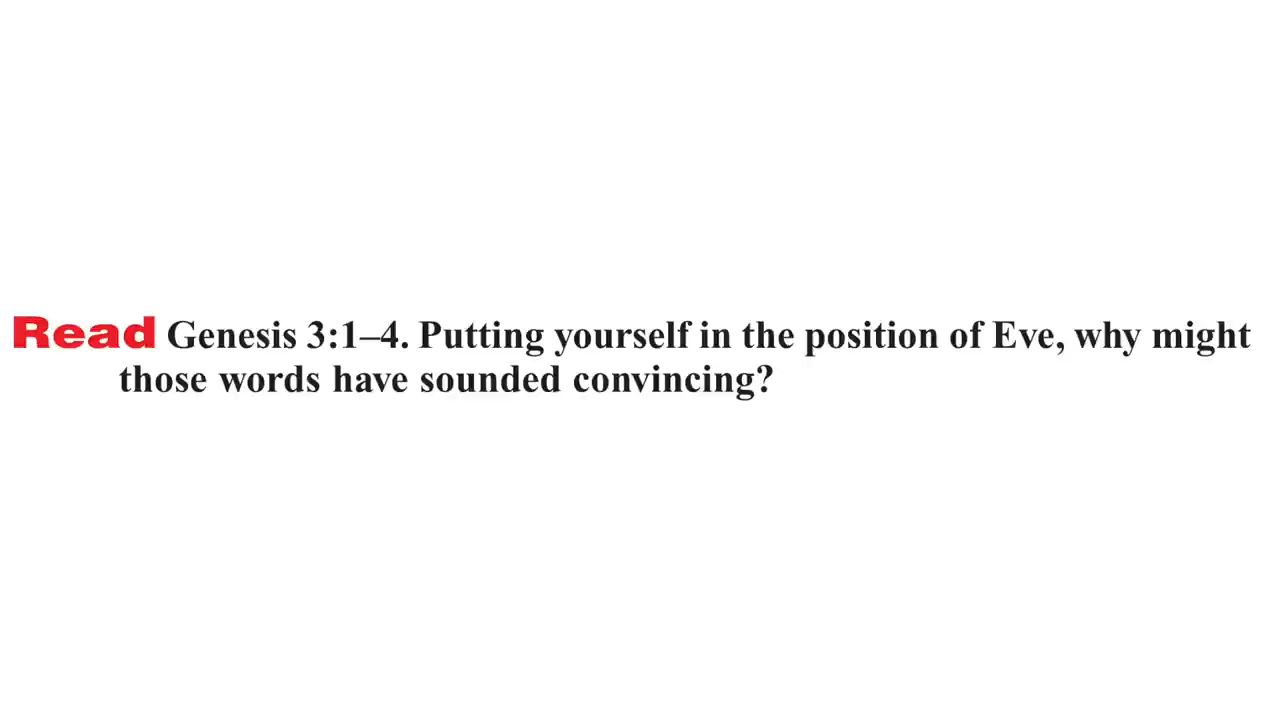 Read Genesis 3:1–4. Putting yourself in the position of Eve, why might
those words have sounded convincing?